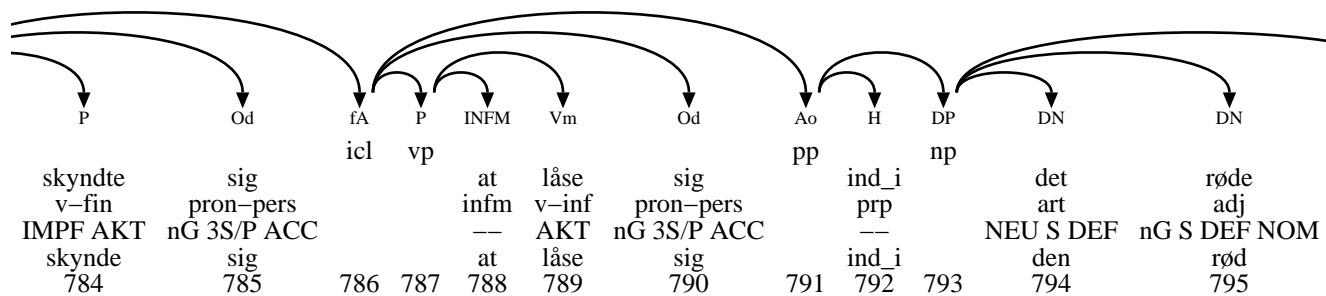 P Od fA P INFM Vm Od Ao H DP DN DN
icl vp pp np
skyndte sig at låse sig ind_i det røde
v−fin pron−pers infm v−inf pron−pers prp art adj
IMPF AKT nG 3S/P ACC −− AKT nG 3S/P ACC −− NEU S DEF nG S DEF NOM
skynde sig at låse sig ind_i den rød
784 785 786 787 788 789 790 791 792 793 794 795